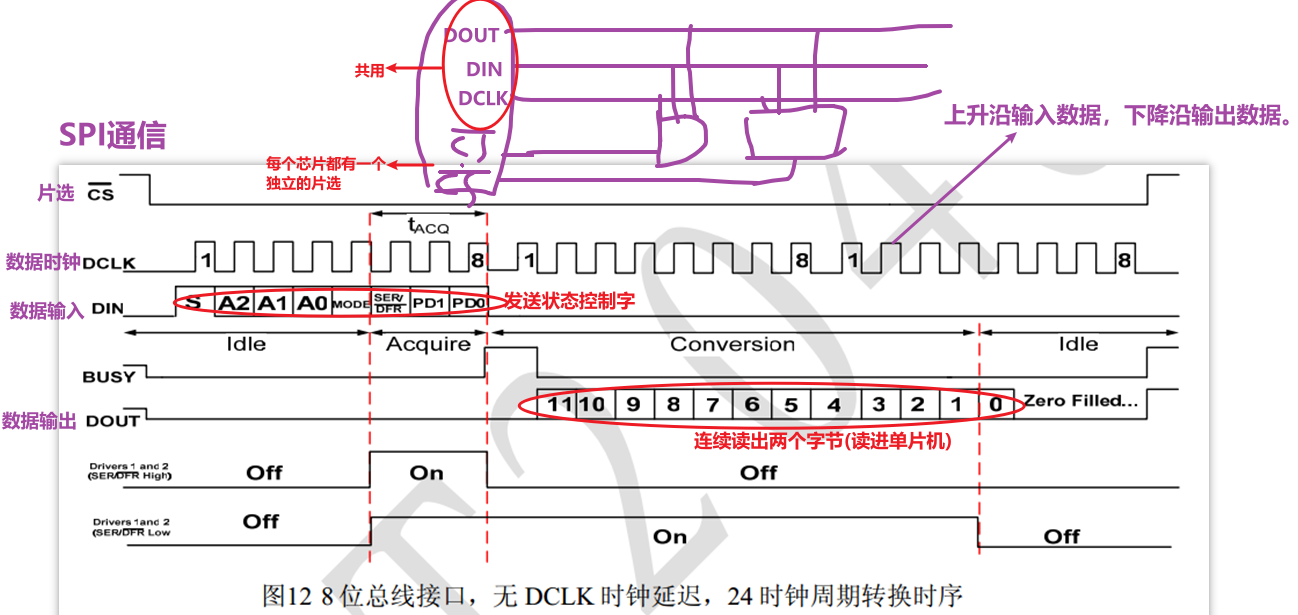 DOUT
共用
DIN
DCLK
上升沿输入数据，下降沿输出数据。
SPI通信
CS
每个芯片都有一个
独立的片选
CS
片选 CS
tACQ
数据时钟 DCLK 1 8 1 8 1 8
数据输入 DIN S A2 A1 A0 MODE SER/DFR PD1 PD0 发送状态控制字
Idle Acquire Conversion Idle
BUSY
数据输出 DOUT 11 10 9 8 7 6 5 4 3 2 1 0 Zero Filled...
连续读出两个字节(读进单片机)
Drivers 1 and 2
(SER/DFR High) Off On Off
Drivers 1and 2
(SER/DFR Low Off On Off
图12 8 位总线接口，无 DCLK 时钟延迟，24 时钟周期转换时序